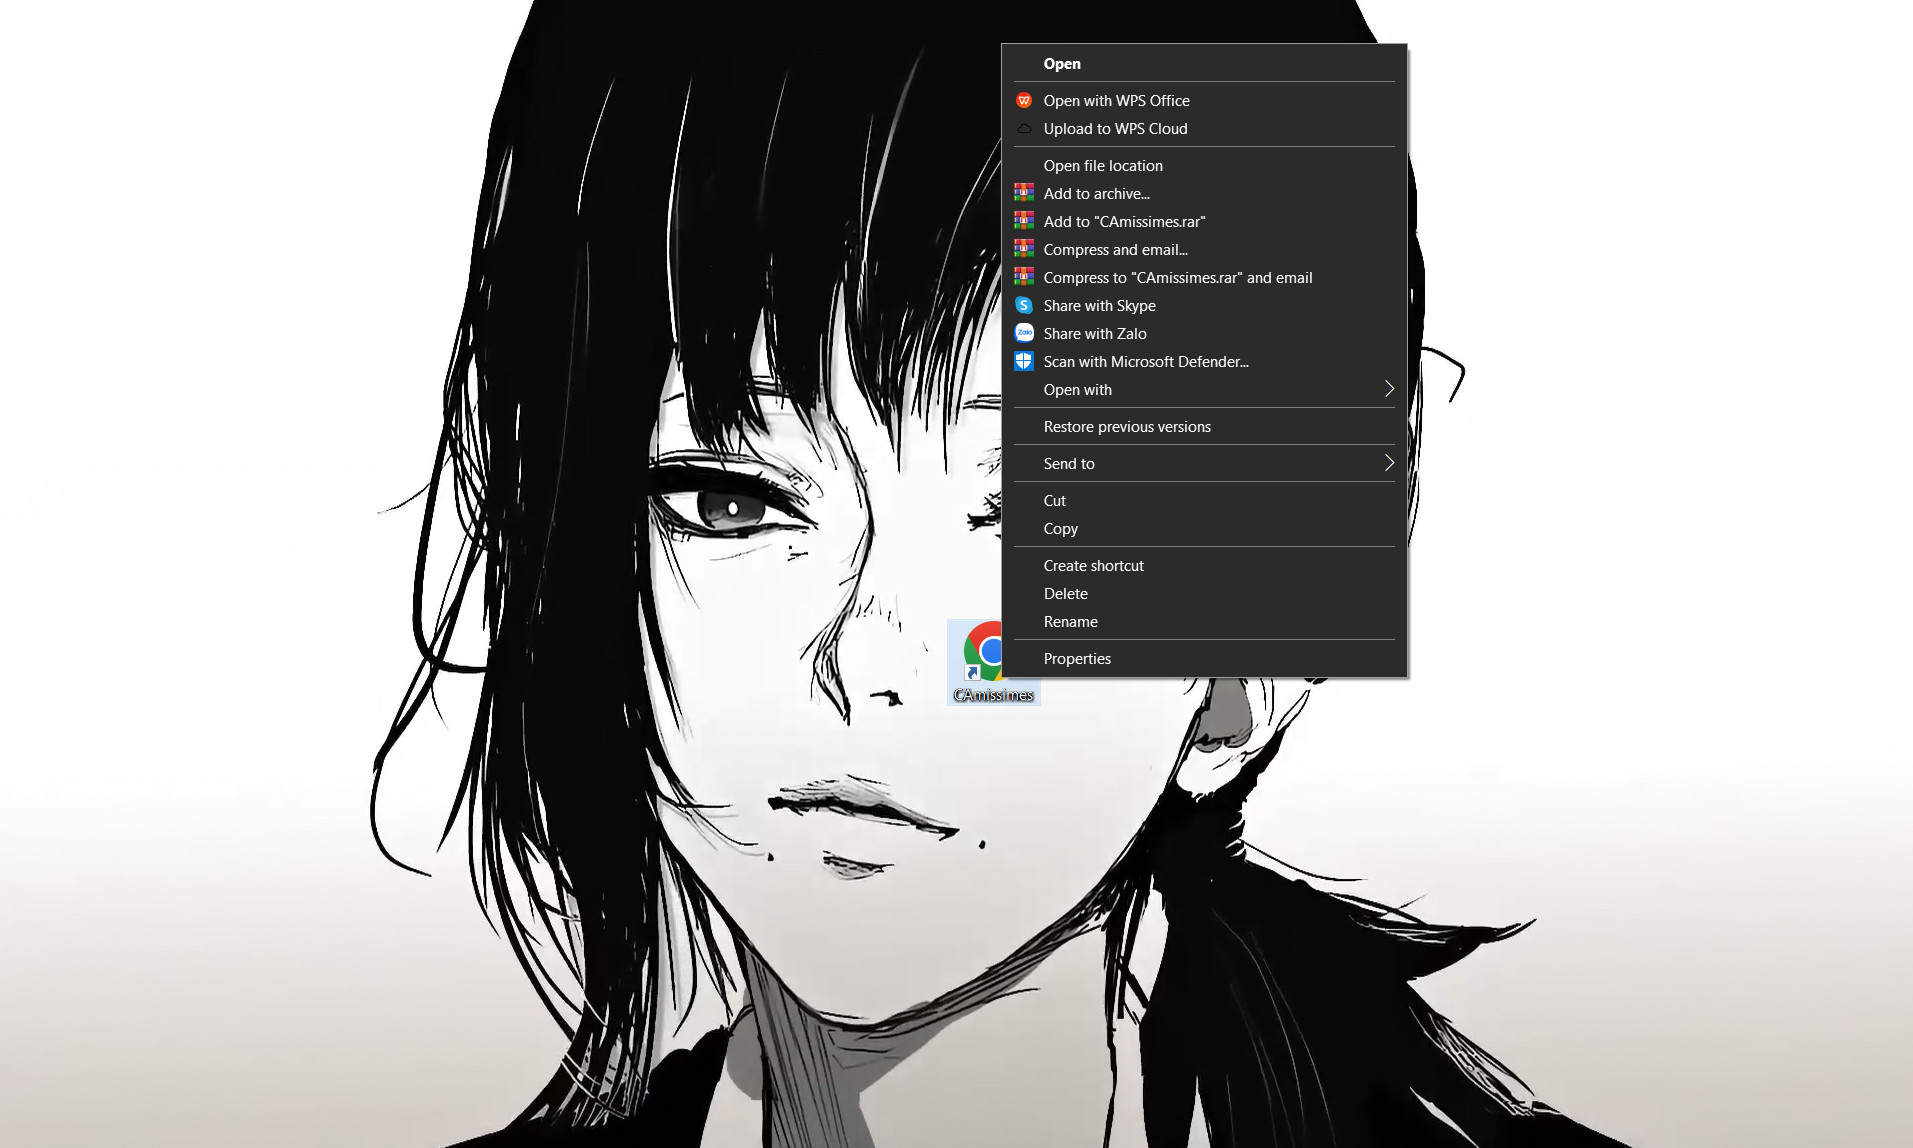 Open
Open with WPS Office
Upload to WPS Cloud
Open file location
Add to archive...
Add to "CAmissimes.rar"
Compress and email...
Compress to "CAmissimes.rar" and email
Share with Skype
Zalo
Share with Zalo
Scan with Microsoft Defender...
Open with
Restore previous versions
Send to
Cut
Copy
Create shortcut
Delete
Rename
Properties
CAmissimes